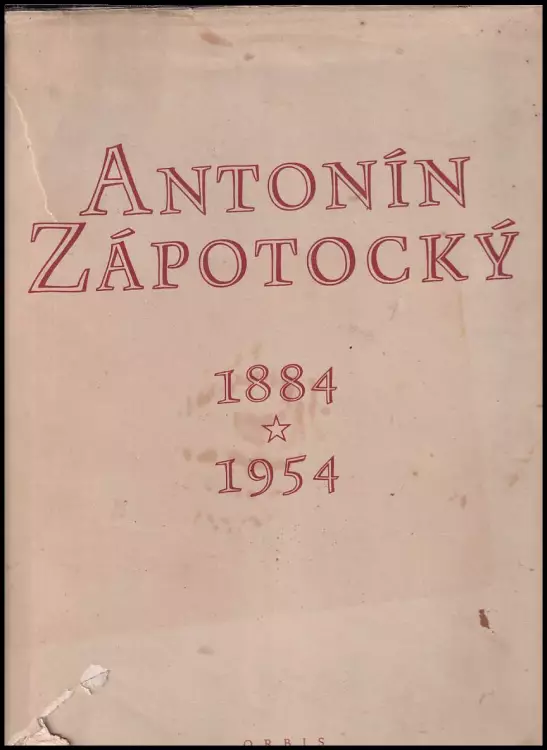 ANTONÍN
ZÁPOTOCKÝ
1884
1954
ORBIS